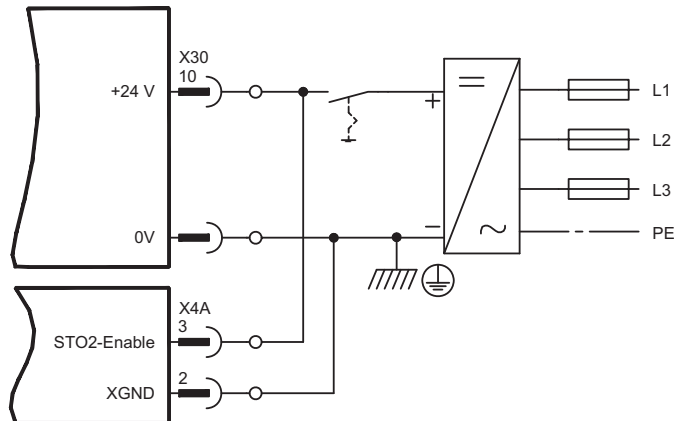 X30
10
+24 V
0V
X4A
3
STO2-Enable
2
XGND
+
−
L1
L2
L3
PE